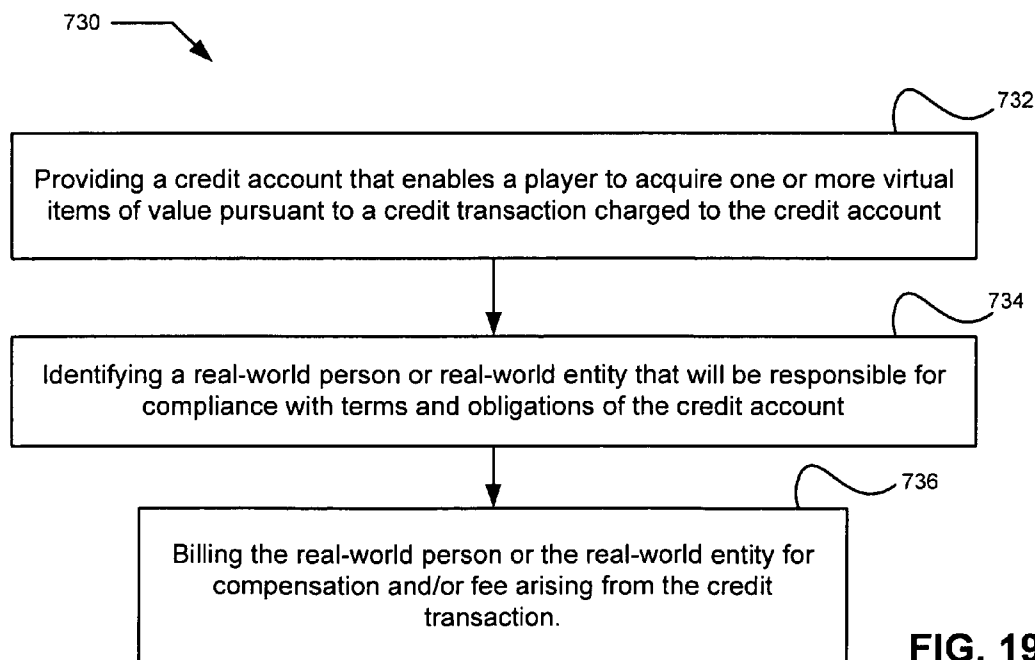 730
732
Providing a credit account that enables a player to acquire one or more virtual
items of value pursuant to a credit transaction charged to the credit account
734
Identifying a real-world person or real-world entity that will be responsible for
compliance with terms and obligations of the credit account
736
Billing the real-world person or the real-world entity for
compensation and/or fee arising from the credit
transaction.
FIG. 19